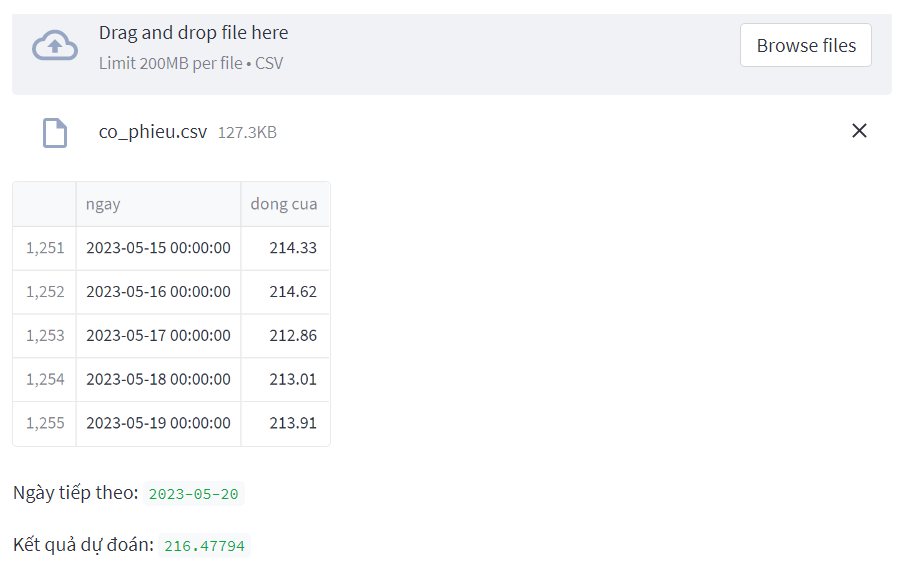 Drag and drop file here
Limit 200MB per file • CSV
Browse files
co_phieu.csv 127.3KB
ngay dong cua
1,251 2023-05-15 00:00:00 214.33
1,252 2023-05-16 00:00:00 214.62
1,253 2023-05-17 00:00:00 212.86
1,254 2023-05-18 00:00:00 213.01
1,255 2023-05-19 00:00:00 213.91
Ngày tiếp theo: 2023-05-20
Kết quả dự đoán: 216.47794